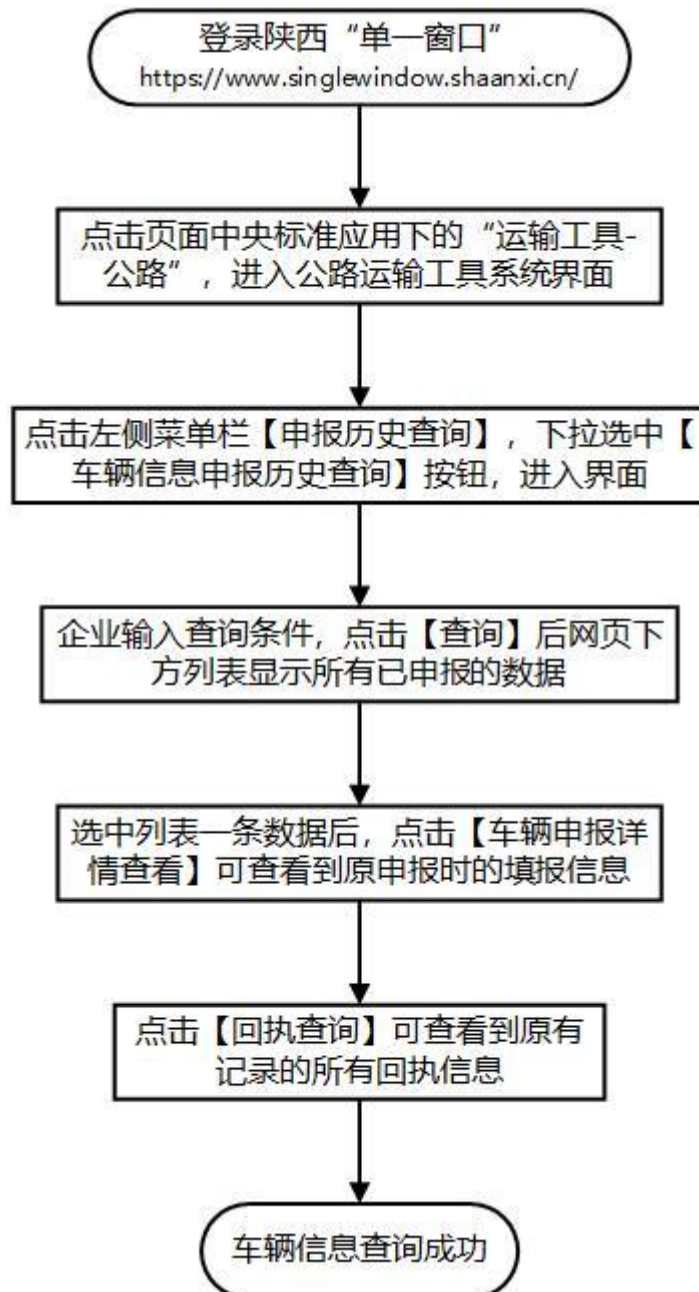 登录陕西“单一窗口”
https://www.singlewindow.shaanxi.cn/
点击页面中央标准应用下的“运输工具-
公路”，进入公路运输工具系统界面
点击左侧菜单栏【申报历史查询】，下拉选中【
车辆信息申报历史查询】按钮，进入界面
企业输入查询条件，点击【查询】后网页下
方列表显示所有已申报的数据
选中列表一条数据后，点击【车辆申报详
情查看】可查看到原申报时的填报信息
点击【回执查询】可查看到原有
记录的所有回执信息
车辆信息查询成功